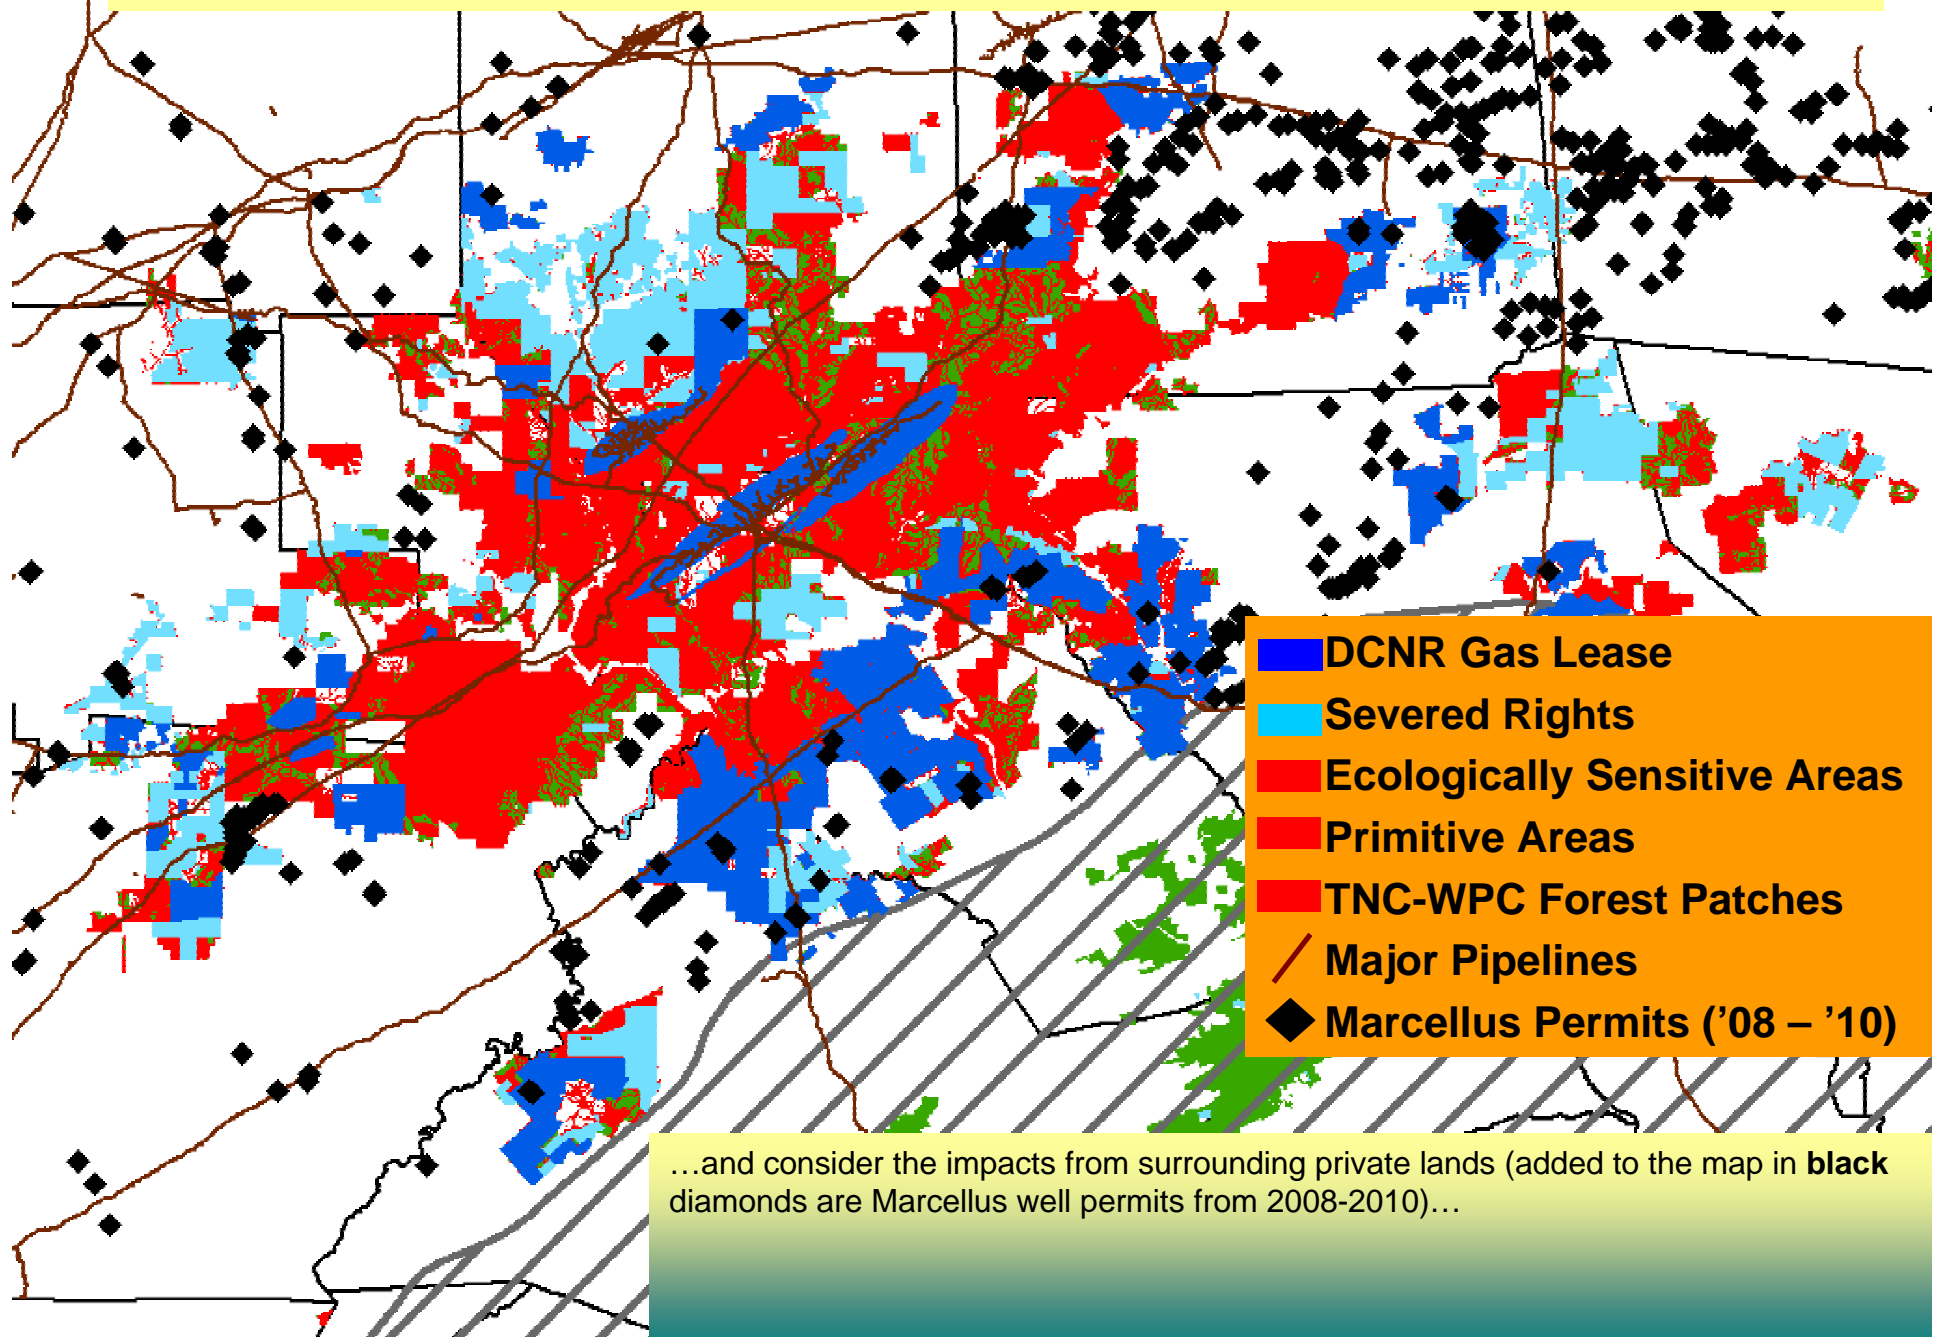 DCNR Gas Lease
Severed Rights
Ecologically Sensitive Areas
Primitive Areas
TNC-WPC Forest Patches
Major Pipelines
Marcellus Permits (’08 – ’10)
…and consider the impacts from surrounding private lands (added to the map in black
diamonds are Marcellus well permits from 2008-2010)…